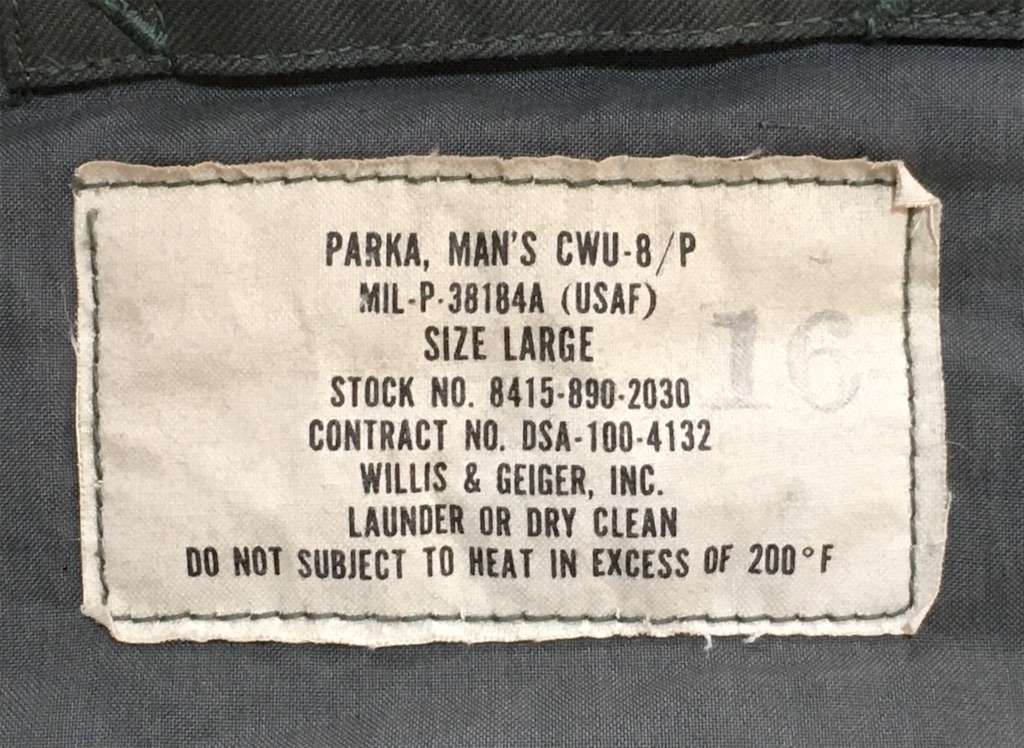 PARKA, MAN'S CWU-8/P
MIL-P-38184A (USAF)
SIZE LARGE
16
STOCK NO. 8415-890-2030
CONTRACT NO. DSA-100-4132
WILLIS & GEIGER, INC.
LAUNDER OR DRY CLEAN
DO NOT SUBJECT TO HEAT IN EXCESS OF 200°F